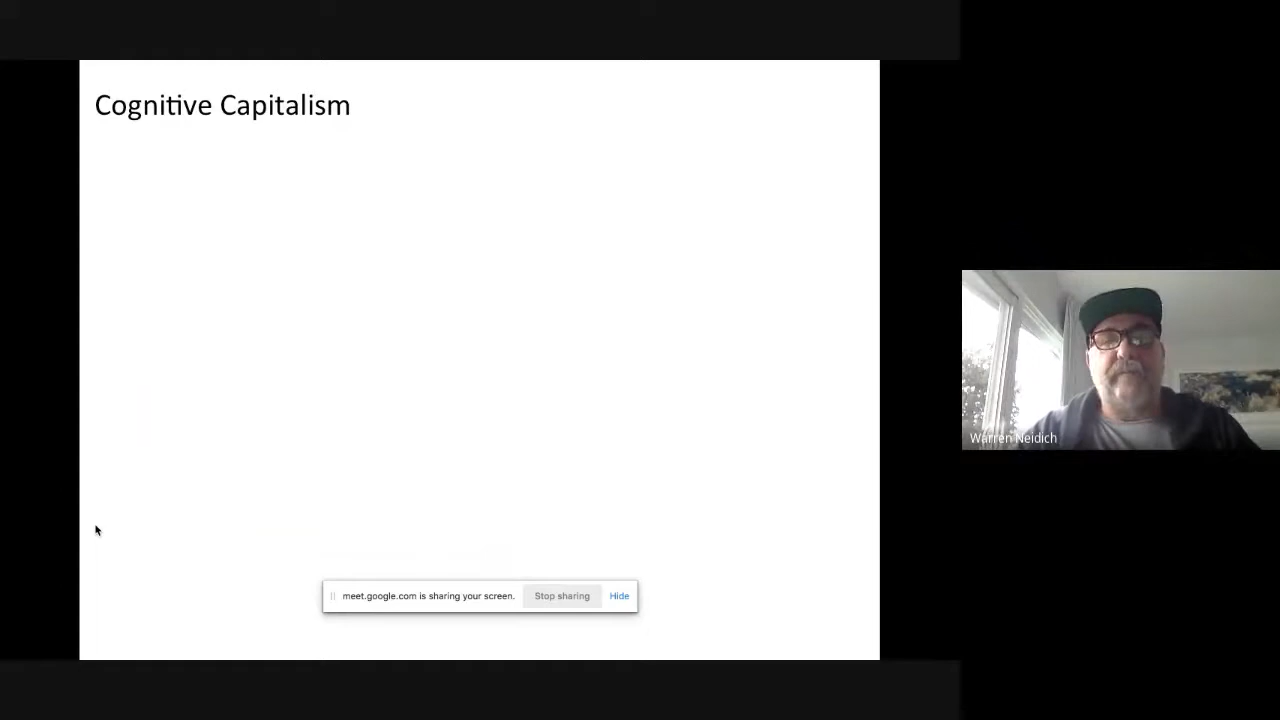 Cognitive Capitalism
Warren Neidich
meet.google.com is sharing your screen. Stop sharing Hide